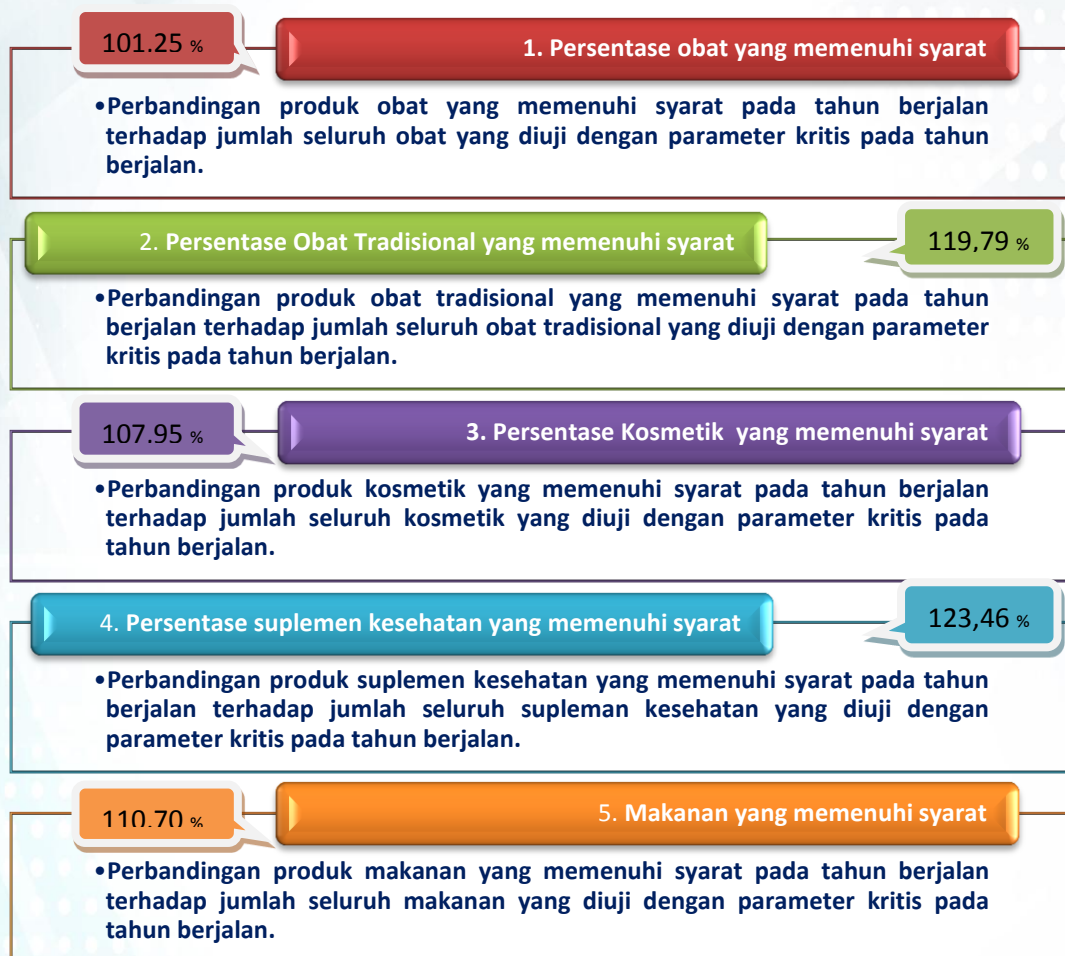 101.25 %
1. Persentase obat yang memenuhi syarat
•Perbandingan produk obat yang memenuhi syarat pada tahun berjalan
terhadap jumlah seluruh obat yang diuji dengan parameter kritis pada tahun
berjalan.
2. Persentase Obat Tradisional yang memenuhi syarat
119,79 %
•Perbandingan produk obat tradisional yang memenuhi syarat pada tahun
berjalan terhadap jumlah seluruh obat tradisional yang diuji dengan parameter
kritis pada tahun berjalan.
107.95 %
3. Persentase Kosmetik yang memenuhi syarat
•Perbandingan produk kosmetik yang memenuhi syarat pada tahun berjalan
terhadap jumlah seluruh kosmetik yang diuji dengan parameter kritis pada
tahun berjalan.
4. Persentase suplemen kesehatan yang memenuhi syarat
123,46 %
•Perbandingan produk suplemen kesehatan yang memenuhi syarat pada tahun
berjalan terhadap jumlah seluruh supleman kesehatan yang diuji dengan
parameter kritis pada tahun berjalan.
110.70 %
5. Makanan yang memenuhi syarat
•Perbandingan produk makanan yang memenuhi syarat pada tahun berjalan
terhadap jumlah seluruh makanan yang diuji dengan parameter kritis pada
tahun berjalan.